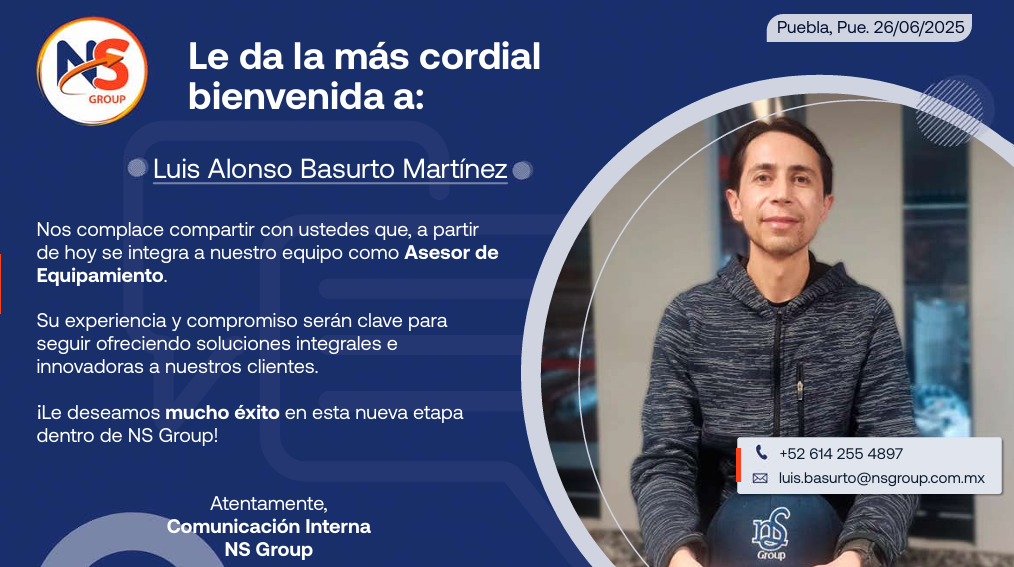 NS
GROUP
Puebla, Pue. 26/06/2025
Le da la más cordial
bienvenida a:
Luis Alonso Basurto Martínez
Nos complace compartir con ustedes que, a partir
de hoy se integra a nuestro equipo como Asesor de
Equipamiento.
Su experiencia y compromiso serán clave para
seguir ofreciendo soluciones integrales e
innovadoras a nuestros clientes.
¡Le deseamos mucho éxito en esta nueva etapa
dentro de NS Group!
Atentamente,
Comunicación Interna
NS Group
+52 614 255 4897
luis.basurto@nsgroup.com.mx
NS
Group